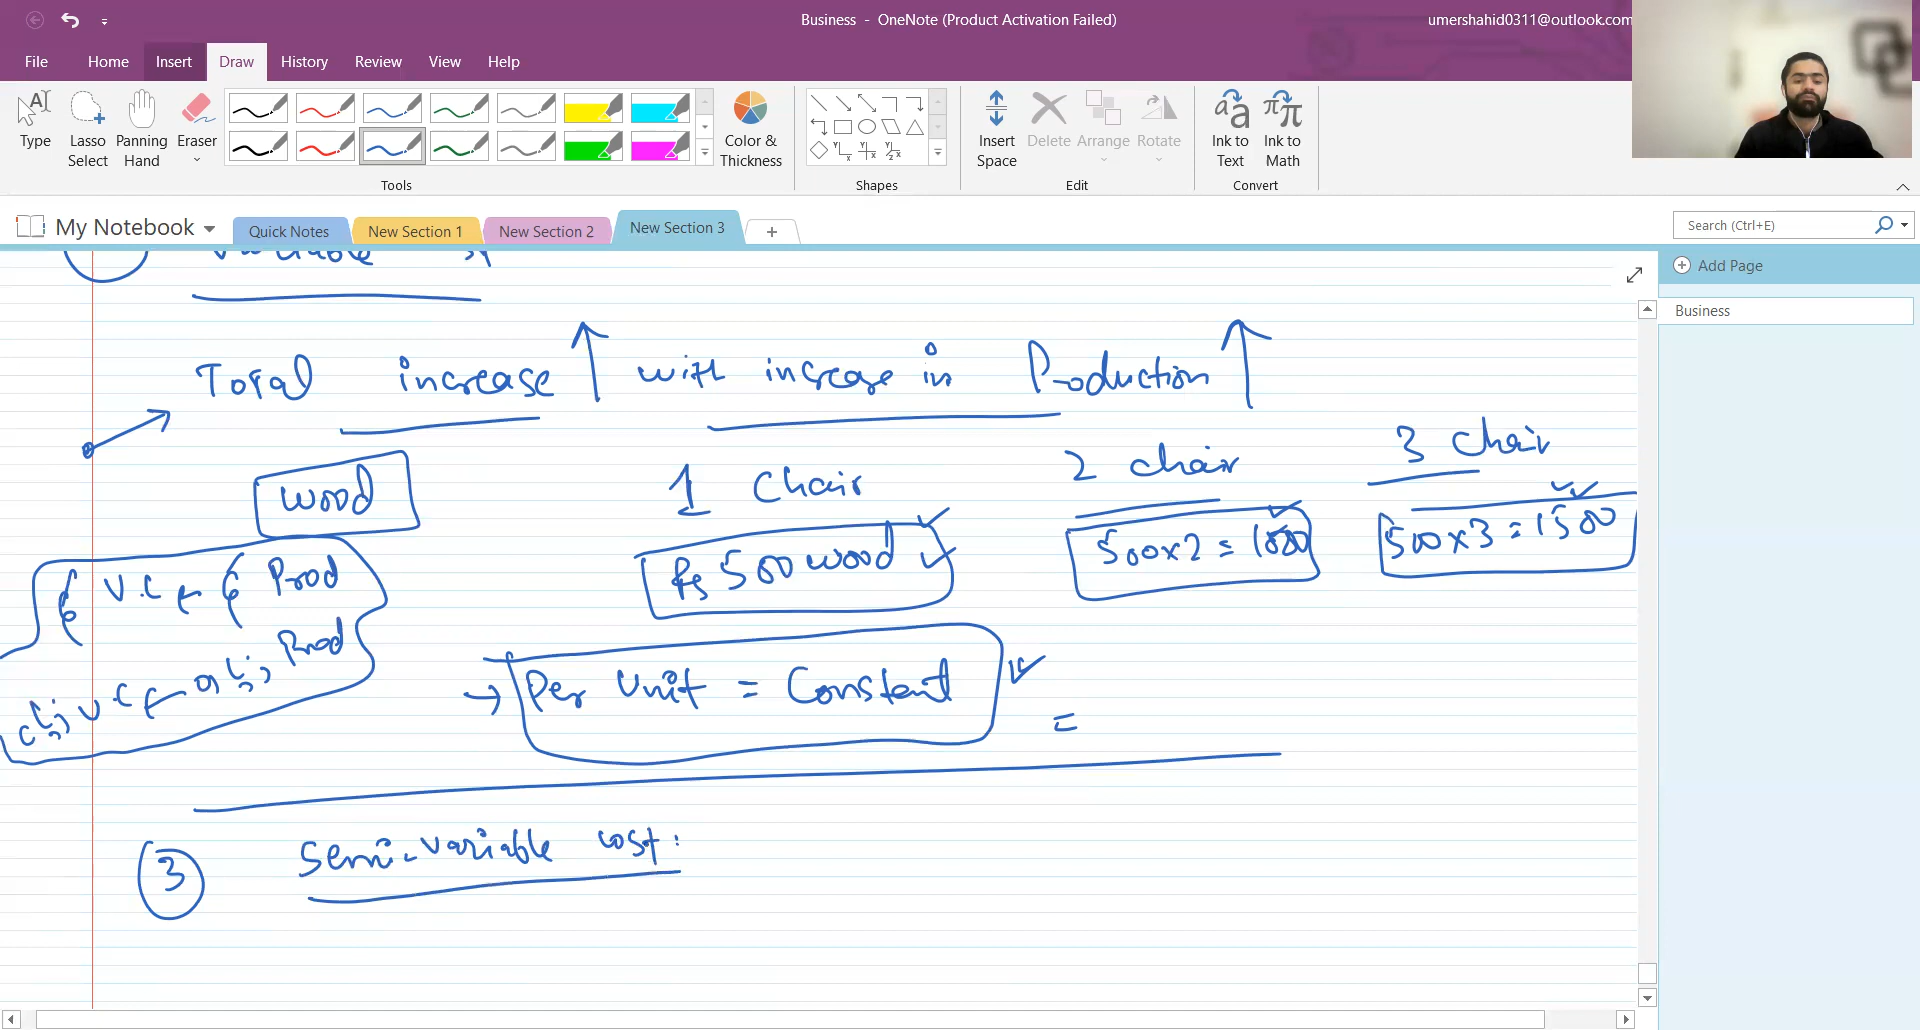 Business - OneNote (Product Activation Failed)
umershahid0311@outlook.com
File Home Insert Draw History Review View Help
Type
Lasso Select
Panning Hand
Eraser
Color & Thickness
Insert Space
Delete
Arrange
Rotate
Ink to Text
Ink to Math
Tools Shapes Edit Convert
My Notebook Quick Notes New Section 1 New Section 2 New Section 3
Search (Ctrl+E)
Add Page
Business
Variable
Total increase ↑ with increase in Production ↑
wood 1 Chair 2 chair 3 Chair
Rs 500 wood 500x2 = 1000 500x3 = 1500
V.C ← Prod
V.C ← Prod
→ Per Unit = Constant =
3 Semi-variable cost: